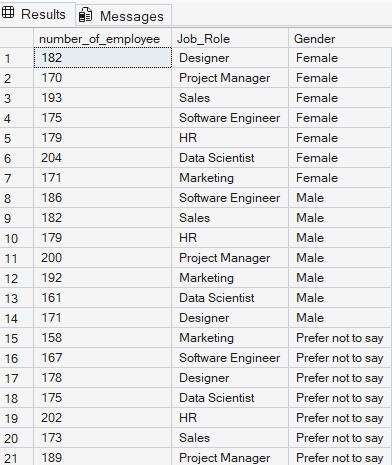 Results Messages
number_of_employee Job_Role Gender
1 182 Designer Female
2 170 Project Manager Female
3 193 Sales Female
4 175 Software Engineer Female
5 179 HR Female
6 204 Data Scientist Female
7 171 Marketing Female
8 186 Software Engineer Male
9 182 Sales Male
10 179 HR Male
11 200 Project Manager Male
12 192 Marketing Male
13 161 Data Scientist Male
14 171 Designer Male
15 158 Marketing Prefer not to say
16 167 Software Engineer Prefer not to say
17 178 Designer Prefer not to say
18 175 Data Scientist Prefer not to say
19 202 HR Prefer not to say
20 173 Sales Prefer not to say
21 189 Project Manager Prefer not to say